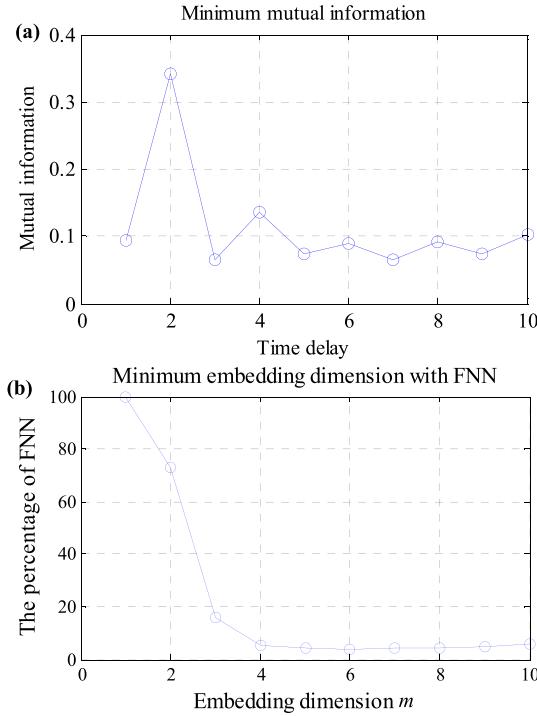 Minimum mutual information
(a)
0.4
0.3
0.2
0.1
0
Mutual information
0 2 4 6 8 10
Time delay
Minimum embedding dimension with FNN
(b)
100
80
60
40
20
0
The percentage of FNN
0 2 4 6 8 10
Embedding dimension m